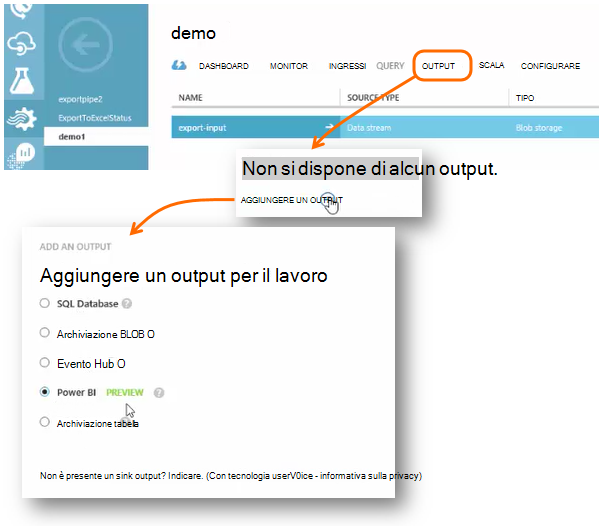 demo
DASHBOARD MONITOR INGRESSI QUERY OUTPUT SCALA CONFIGURARE
exportpipe2
ExportToExcelStatus
demo1
NAME SOURCE TYPE TIPO
export-input Data stream Blob storage
Non si dispone di alcun output.
AGGIUNGERE UN OUTPUT
ADD AN OUTPUT
Aggiungere un output per il lavoro
SQL Database ?
Archiviazione BLOB O
Evento Hub O
Power BI PREVIEW ?
Archiviazione tabella
Non è presente un sink output? Indicare. (Con tecnologia userV0ice - informativa sulla privacy)